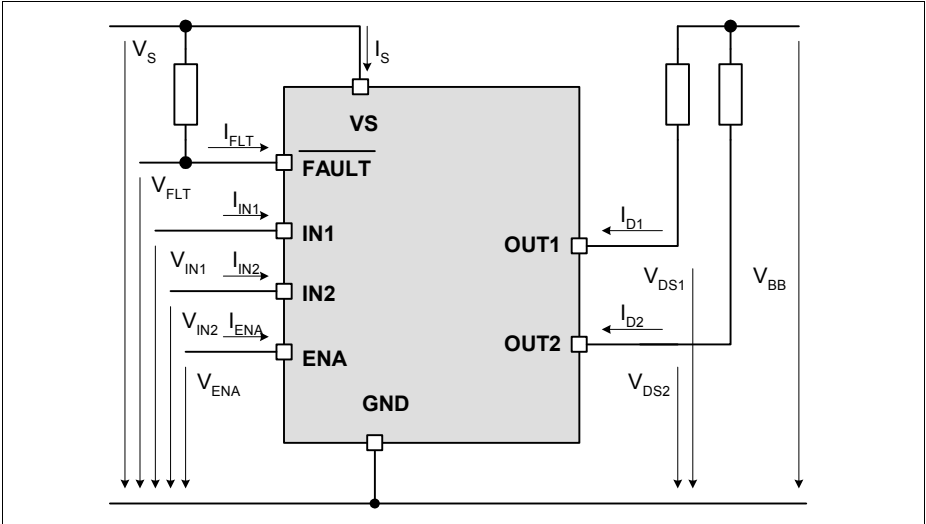 V_S
I_S
VS
I_FLT
FAULT
V_FLT
I_IN1
IN1
I_D1
OUT1
V_IN1
I_IN2
V_DS1
V_BB
IN2
V_IN2
I_ENA
I_D2
OUT2
ENA
V_ENA
V_DS2
GND